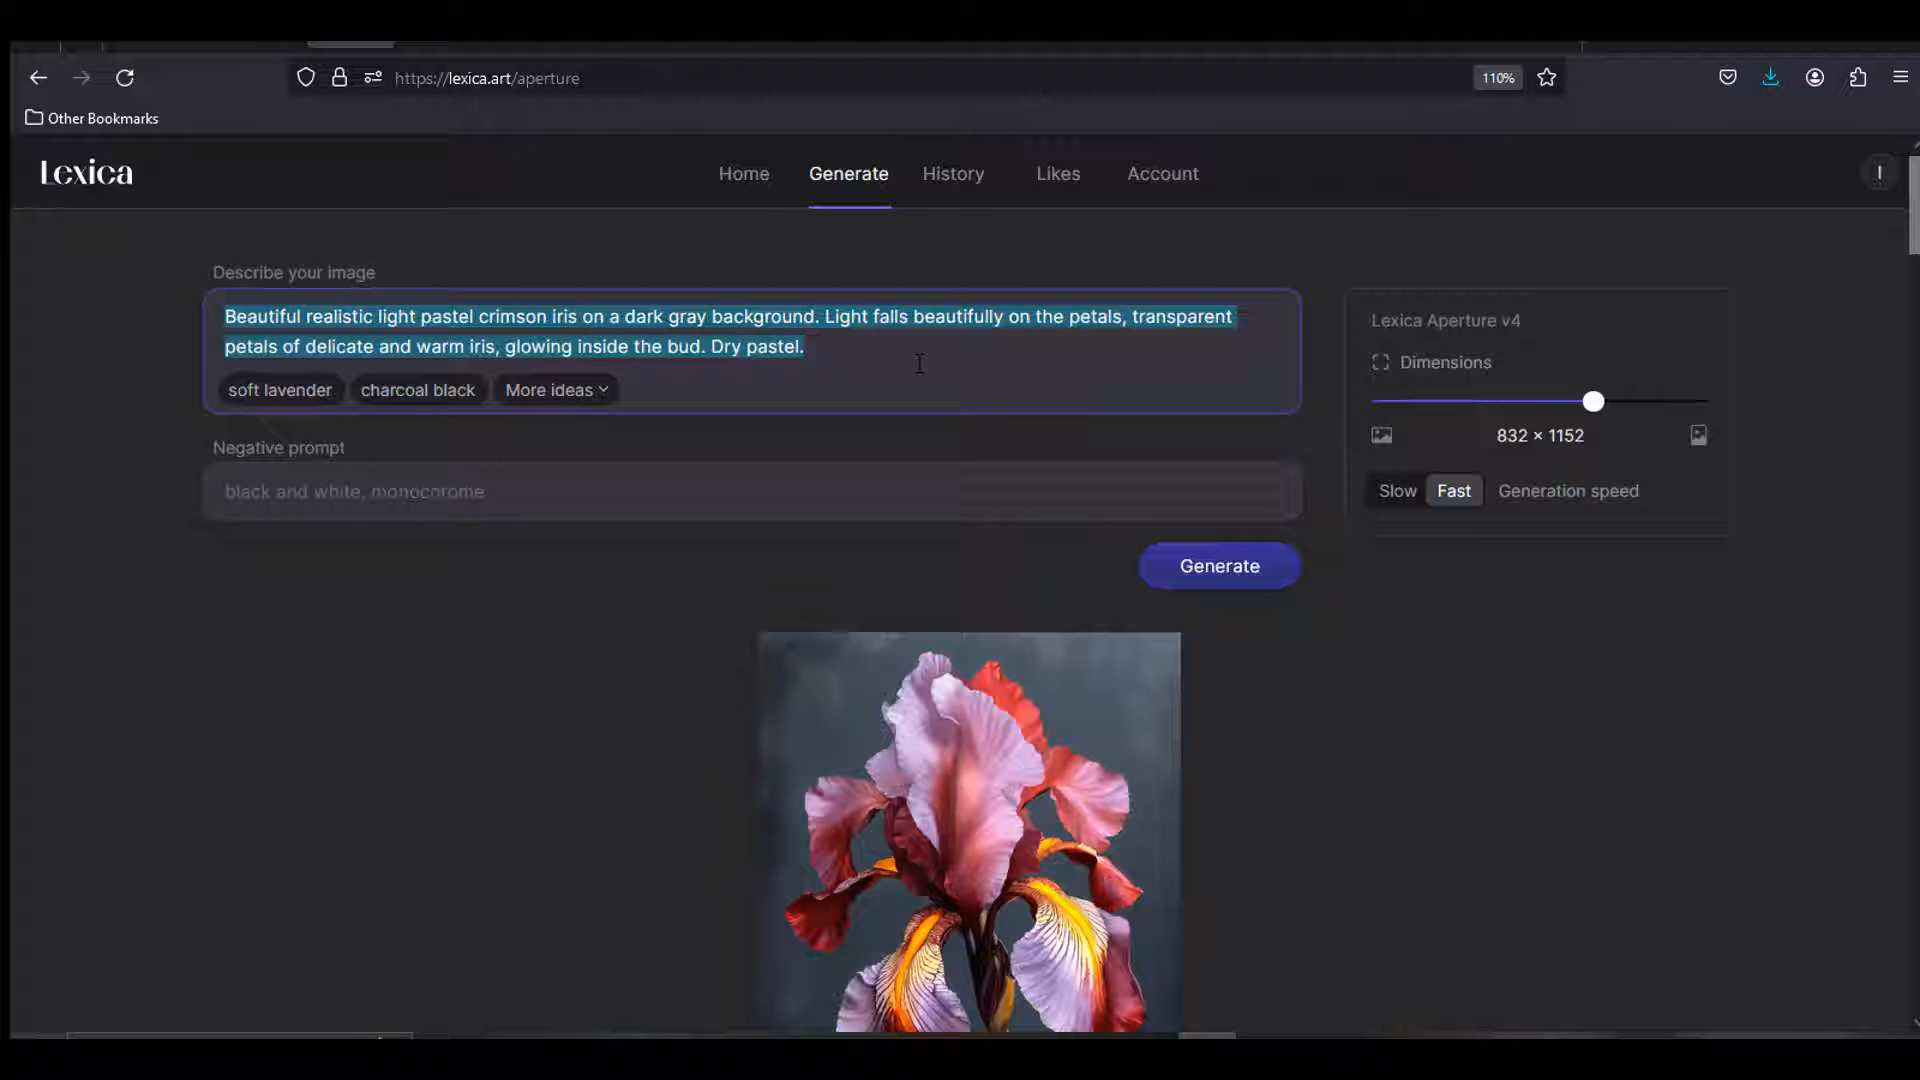 https://lexica.art/aperture
110%
Other Bookmarks
Lexica
Home Generate History Likes Account
I
Describe your image
Beautiful realistic light pastel crimson iris on a dark gray background. Light falls beautifully on the petals, transparent
petals of delicate and warm iris, glowing inside the bud. Dry pastel.
soft lavender charcoal black More ideas
Negative prompt
black and white, monochrome
Generate
Lexica Aperture v4
Dimensions
832 × 1152
Slow Fast Generation speed